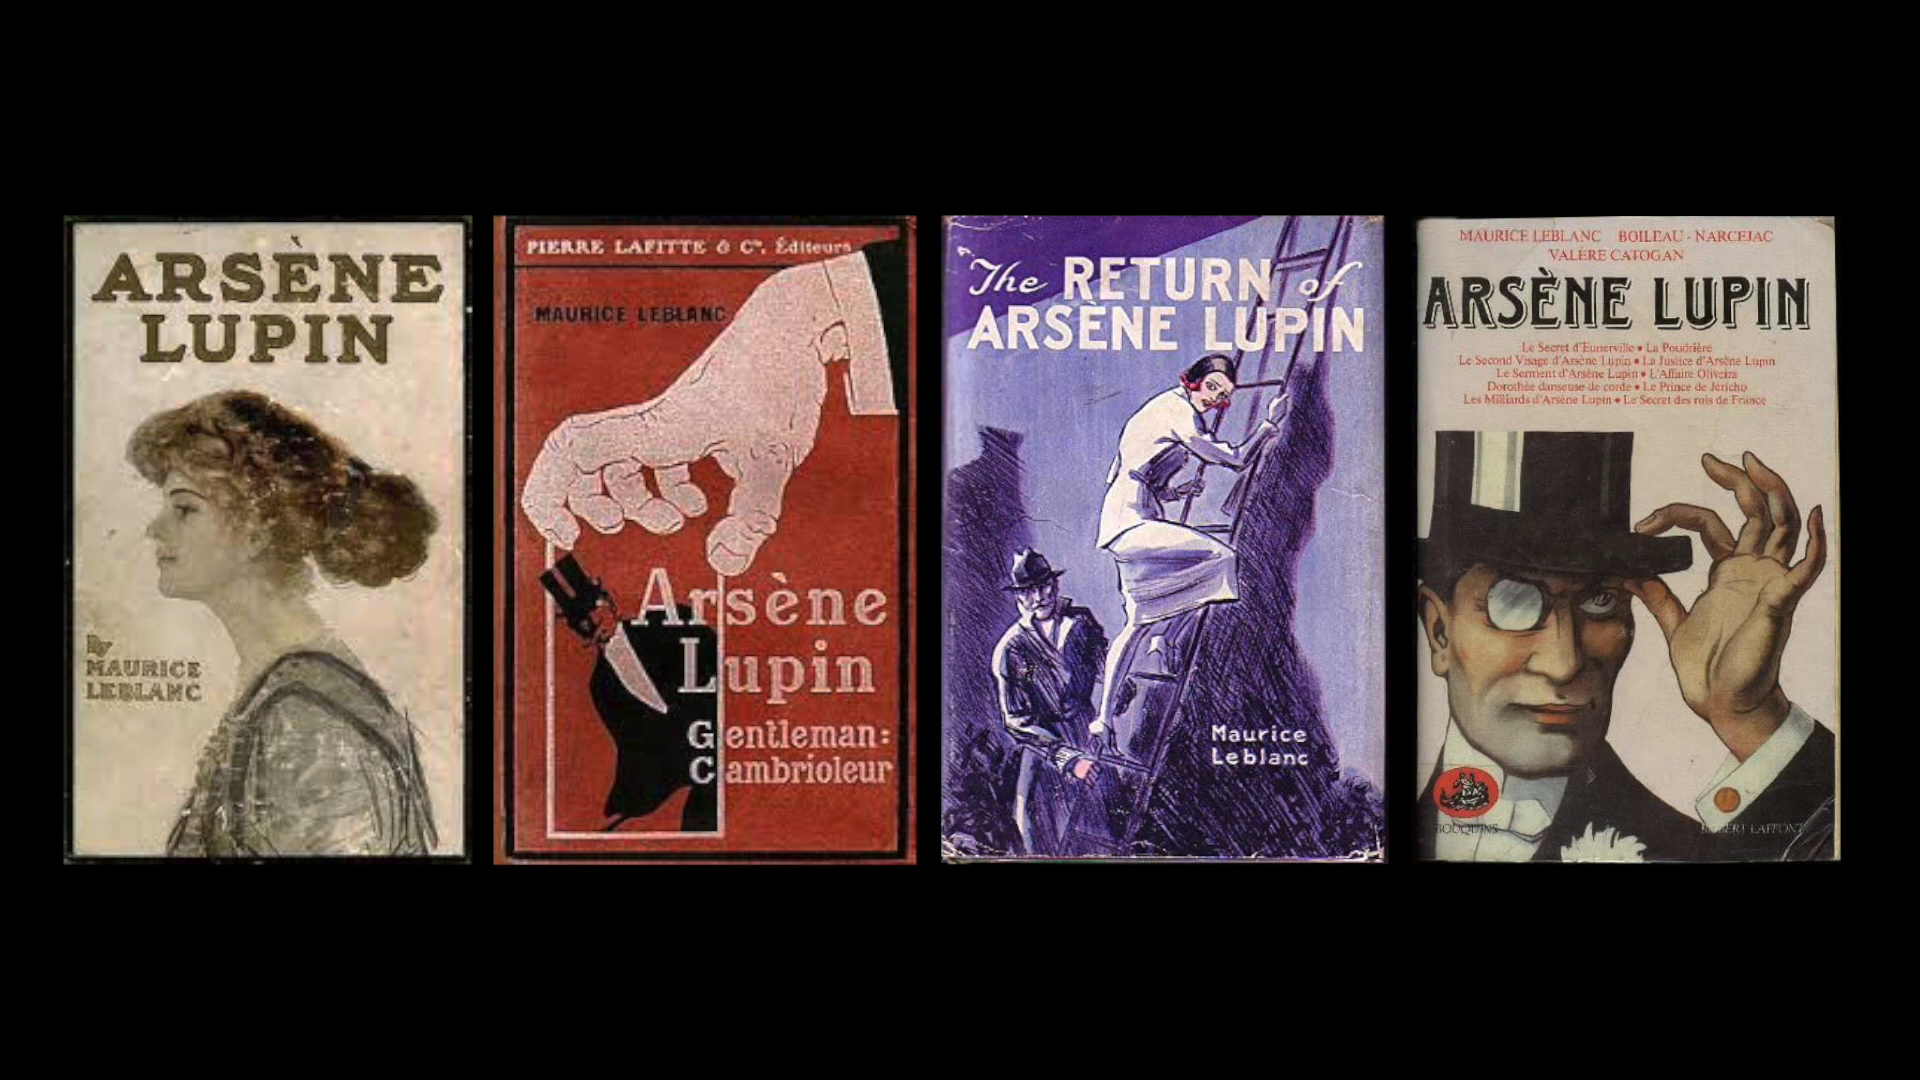 ARSÈNE
LUPIN
By
MAURICE
LEBLANC
PIERRE LAFITTE & Cie. Éditeurs
MAURICE LEBLANC
Arsène
Lupin
Gentleman:
Cambrioleur
The RETURN of
ARSÈNE LUPIN
Maurice
Leblanc
MAURICE LEBLANC BOILEAU - NARCEJAC
VALÈRE CATOGAN
ARSÈNE LUPIN
Le Secret d'Eunerville • La Poudrière
Le Second Visage d'Arsène Lupin • La Justice d'Arsène Lupin
Le Serment d'Arsène Lupin • L'Affaire Oliveira
Dorothée danseuse de corde • Le Prince de Jéricho
Les Milliards d'Arsène Lupin • Le Secret des rois de France
BOUQUINS
ROBERT LAFFONT